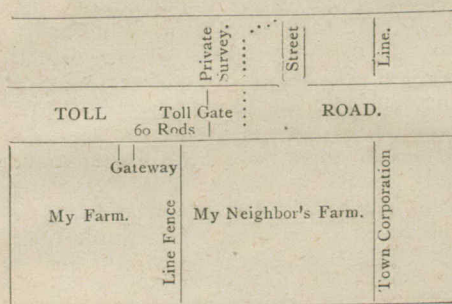 Private
Survey.
Street
Line.
TOLL
Toll Gate
ROAD.
60 Rods
Gateway
My Farm.
Line Fence
My Neighbor's Farm.
Town Corporation